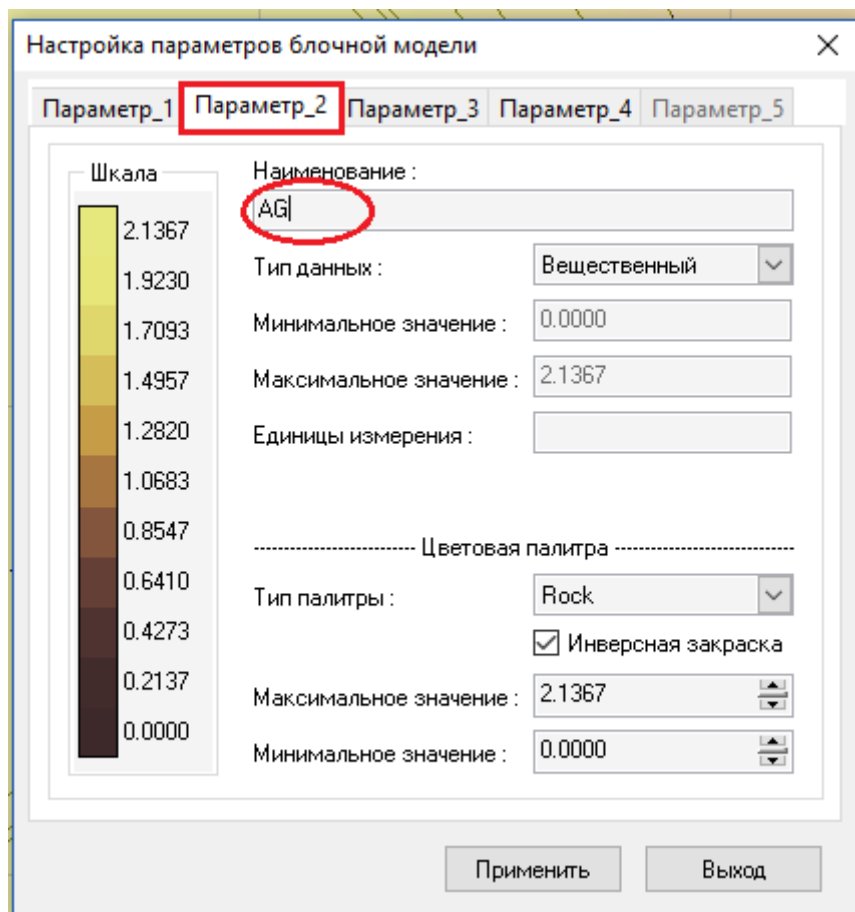 Настройка параметров блочной модели
Параметр_1 Параметр_2 Параметр_3 Параметр_4 Параметр_5
Шкала
2.1367
1.9230
1.7093
1.4957
1.2820
1.0683
0.8547
0.6410
0.4273
0.2137
0.0000
Наименование :
AG
Тип данных : Вещественный
Минимальное значение : 0.0000
Максимальное значение : 2.1367
Единицы измерения :
Цветовая палитра
Тип палитры : Rock
Инверсная закраска
Максимальное значение : 2.1367
Минимальное значение : 0.0000
Применить Выход